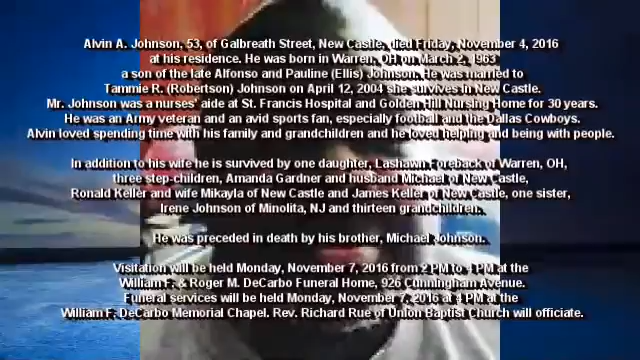 Alvin A. Johnson, 53, of Galbreath Street, New Castle, died Friday, November 4, 2016
at his residence. He was born in Warren, OH on March 2, 1963
a son of the late Alfonso and Pauline (Ellis) Johnson. He was married to
Tammie R. (Robertson) Johnson on April 12, 2004 she survives in New Castle.
Mr. Johnson was a nurses' aide at St. Francis Hospital and Golden Hill Nursing Home for 30 years.
He was an Army veteran and an avid sports fan, especially football and the Dallas Cowboys.
Alvin loved spending time with his family and grandchildren and he loved helping and being with people.
In addition to his wife he is survived by one daughter, Lashawn Foreback of Warren, OH,
three step-children, Amanda Gardner and husband Michael of New Castle,
Ronald Keller and wife Mikayla of New Castle and James Keller of New Castle, one sister,
Irene Johnson of Minolita, NJ and thirteen grandchildren.
He was preceded in death by his brother, Michael Johnson.
Visitation will be held Monday, November 7, 2016 from 2 PM to 4 PM at the
William F. & Roger M. DeCarbo Funeral Home, 926 Cunningham Avenue.
Funeral services will be held Monday, November 7, 2016 at 4 PM at the
William F. DeCarbo Memorial Chapel. Rev. Richard Rue of Union Baptist Church will officiate.